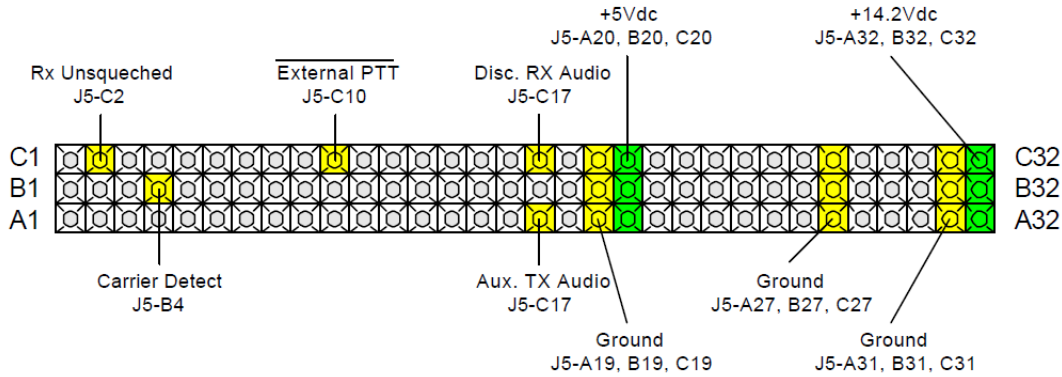 +5Vdc
J5-A20, B20, C20
+14.2Vdc
J5-A32, B32, C32
Rx Unsqueched
J5-C2
External PTT
J5-C10
Disc. RX Audio
J5-C17
C1
C32
B1
B32
A1
A32
Carrier Detect
J5-B4
Aux. TX Audio
J5-C17
Ground
J5-A27, B27, C27
Ground
J5-A19, B19, C19
Ground
J5-A31, B31, C31